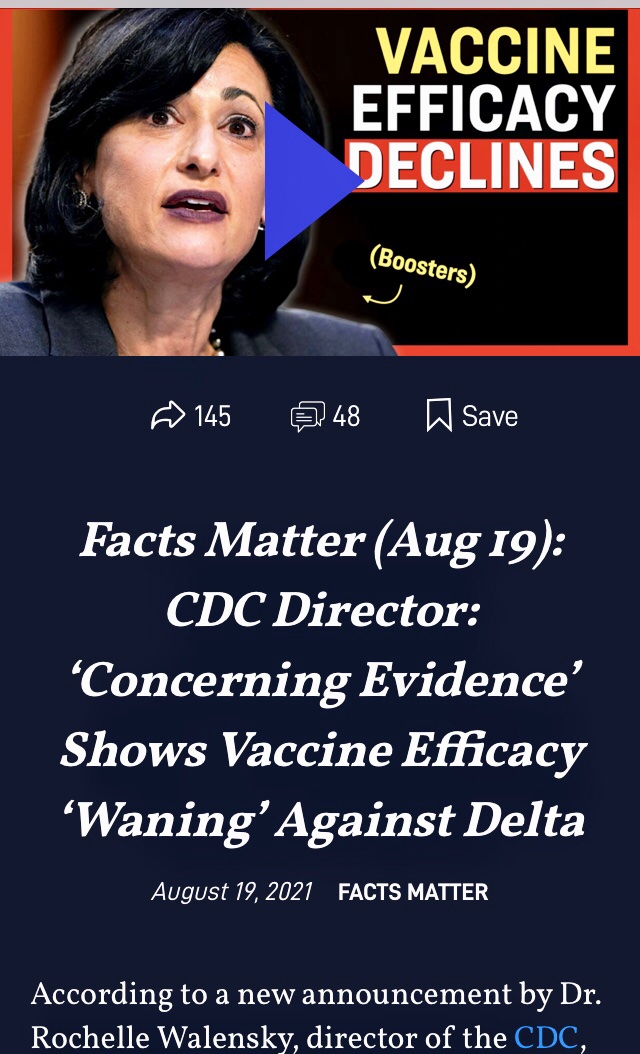 VACCINE
EFFICACY
DECLINES
(Boosters)
145 48 Save
Facts Matter (Aug 19):
CDC Director:
‘Concerning Evidence’
Shows Vaccine Efficacy
‘Waning’ Against Delta
August 19, 2021 FACTS MATTER
According to a new announcement by Dr.
Rochelle Walensky, director of the CDC,